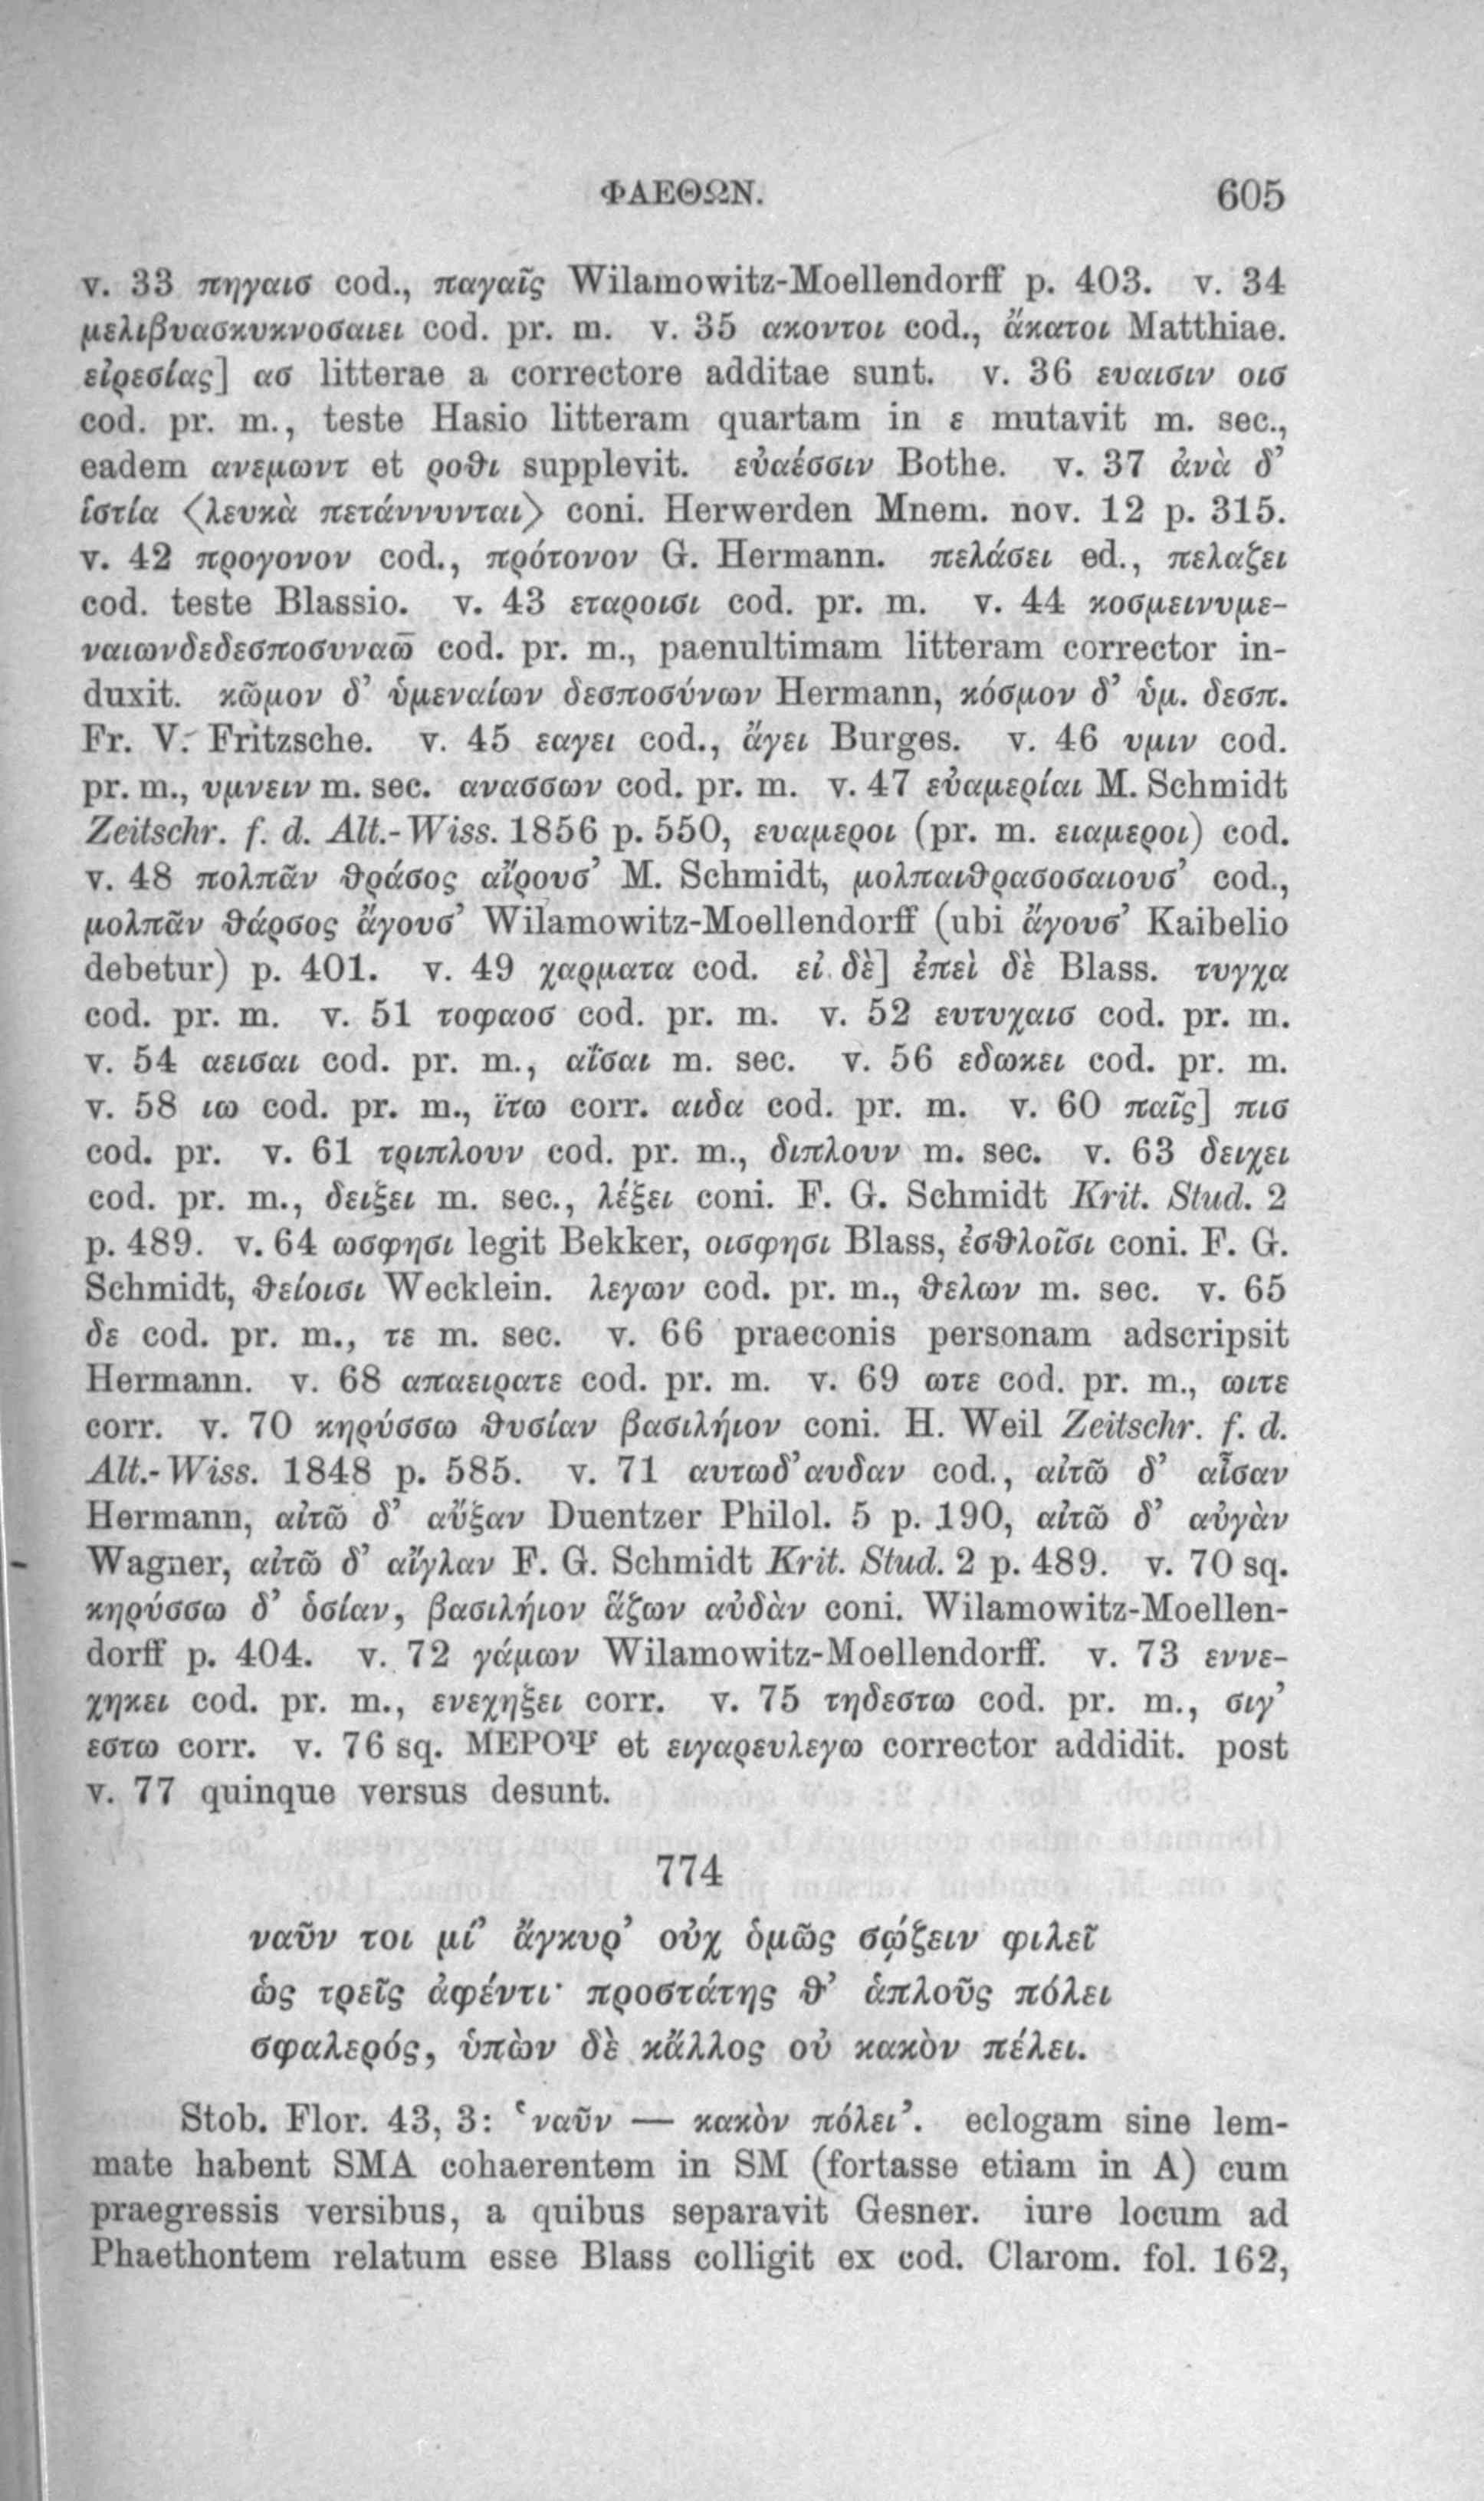 ΦΑΕΘΩΝ. 605
v. 33 πηγαισ cod., παγαῖς Wilamowitz-Moellendorff p. 403. v. 34
μελιβυασκυκνοσαιει cod. pr. m. v. 35 ακοντοι cod., ἄκατοι Matthiae.
εἰρεσίας] ασ litterae a correctore additae sunt. v. 36 ευαισιν οισ
cod. pr. m., teste Hasio litteram quartam in ε mutavit m. sec.,
eadem ανεμωντ et ροθι supplevit. εὐαέσσιν Bothe. v. 37 ἀνὰ δ’
ἱστία ⟨λευκὰ πετάννυνται⟩ coni. Herwerden Mnem. nov. 12 p. 315.
v. 42 προγονον cod., πρότονον G. Hermann. πελάσει ed., πελαζει
cod. teste Blassio. v. 43 εταροισι cod. pr. m. v. 44 κοσμεινυμε-
ναιωνδεδεσποσυναω̄ cod. pr. m., paenultimam litteram corrector in-
duxit. κῶμον δ’ ὑμεναίων δεσποσύνων Hermann, κόσμον δ’ ὑμ. δεσπ.
Fr. V. Fritzsche. v. 45 εαγει cod., ἄγει Burges. v. 46 υμιν cod.
pr. m., υμνειν m. sec. ανασσων cod. pr. m. v. 47 εὐαμερίαι M. Schmidt
Zeitschr. f. d. Alt.-Wiss. 1856 p. 550, ευαμεροι (pr. m. ειαμεροι) cod.
v. 48 πολπᾶν θράσος αἴρουσ’ M. Schmidt, μολπαιθρασοσαιουσ’ cod.,
μολπᾶν θάρσος ἄγουσ’ Wilamowitz-Moellendorff (ubi ἄγουσ’ Kaibelio
debetur) p. 401. v. 49 χαρματα cod. εἰ δὲ] ἐπεὶ δὲ Blass. τυγχα
cod. pr. m. v. 51 τοφαοσ cod. pr. m. v. 52 ευτυχαισ cod. pr. m.
v. 54 αεισαι cod. pr. m., αἴσαι m. sec. v. 56 εδωκει cod. pr. m.
v. 58 ιω cod. pr. m., ϊτω corr. αιδα cod. pr. m. v. 60 παῖς] πισ
cod. pr. v. 61 τριπλουν cod. pr. m., διπλουν m. sec. v. 63 δειχει
cod. pr. m., δειξει m. sec., λέξει coni. F. G. Schmidt Krit. Stud. 2
p. 489. v. 64 ωσφησι legit Bekker, οισφησι Blass, ἐσθλοῖσι coni. F. G.
Schmidt, θείοισι Wecklein. λεγων cod. pr. m., θελων m. sec. v. 65
δε cod. pr. m., τε m. sec. v. 66 praeconis personam adscripsit
Hermann. v. 68 απαειρατε cod. pr. m. v. 69 ωτε cod. pr. m., ωιτε
corr. v. 70 κηρύσσω θυσίαν βασιλήιον coni. H. Weil Zeitschr. f. d.
Alt.-Wiss. 1848 p. 585. v. 71 αυτωδ’αυδαν cod., αἰτῶ δ’ αἶσαν
Hermann, αἰτῶ δ’ αὔξαν Duentzer Philol. 5 p. 190, αἰτῶ δ’ αὐγὰν
Wagner, αἰτῶ δ’ αἴγλαν F. G. Schmidt Krit. Stud. 2 p. 489. v. 70 sq.
κηρύσσω δ’ ὁσίαν, βασιλήιον ἄζων αὐδὰν coni. Wilamowitz-Moellen-
dorff p. 404. v. 72 γάμων Wilamowitz-Moellendorff. v. 73 εννε-
χηκει cod. pr. m., ενεχηξει corr. v. 75 τηδεστω cod. pr. m., σιγ’
εστω corr. v. 76 sq. ΜΕΡΟΨ et ειγαρευλεγω corrector addidit. post
v. 77 quinque versus desunt.
774
ναῦν τοι μί’ ἄγκυρ’ οὐχ ὁμῶς σῴζειν φιλεῖ
ὡς τρεῖς ἀφέντι· προστάτης θ’ ἁπλοῦς πόλει
σφαλερός, ὑπὼν δὲ κἄλλος οὐ κακὸν πέλει.
Stob. Flor. 43, 3: ‘ναῦν — κακὸν πόλει’. eclogam sine lem-
mate habent SMA cohaerentem in SM (fortasse etiam in A) cum
praegressis versibus, a quibus separavit Gesner. iure locum ad
Phaethontem relatum esse Blass colligit ex cod. Clarom. fol. 162,